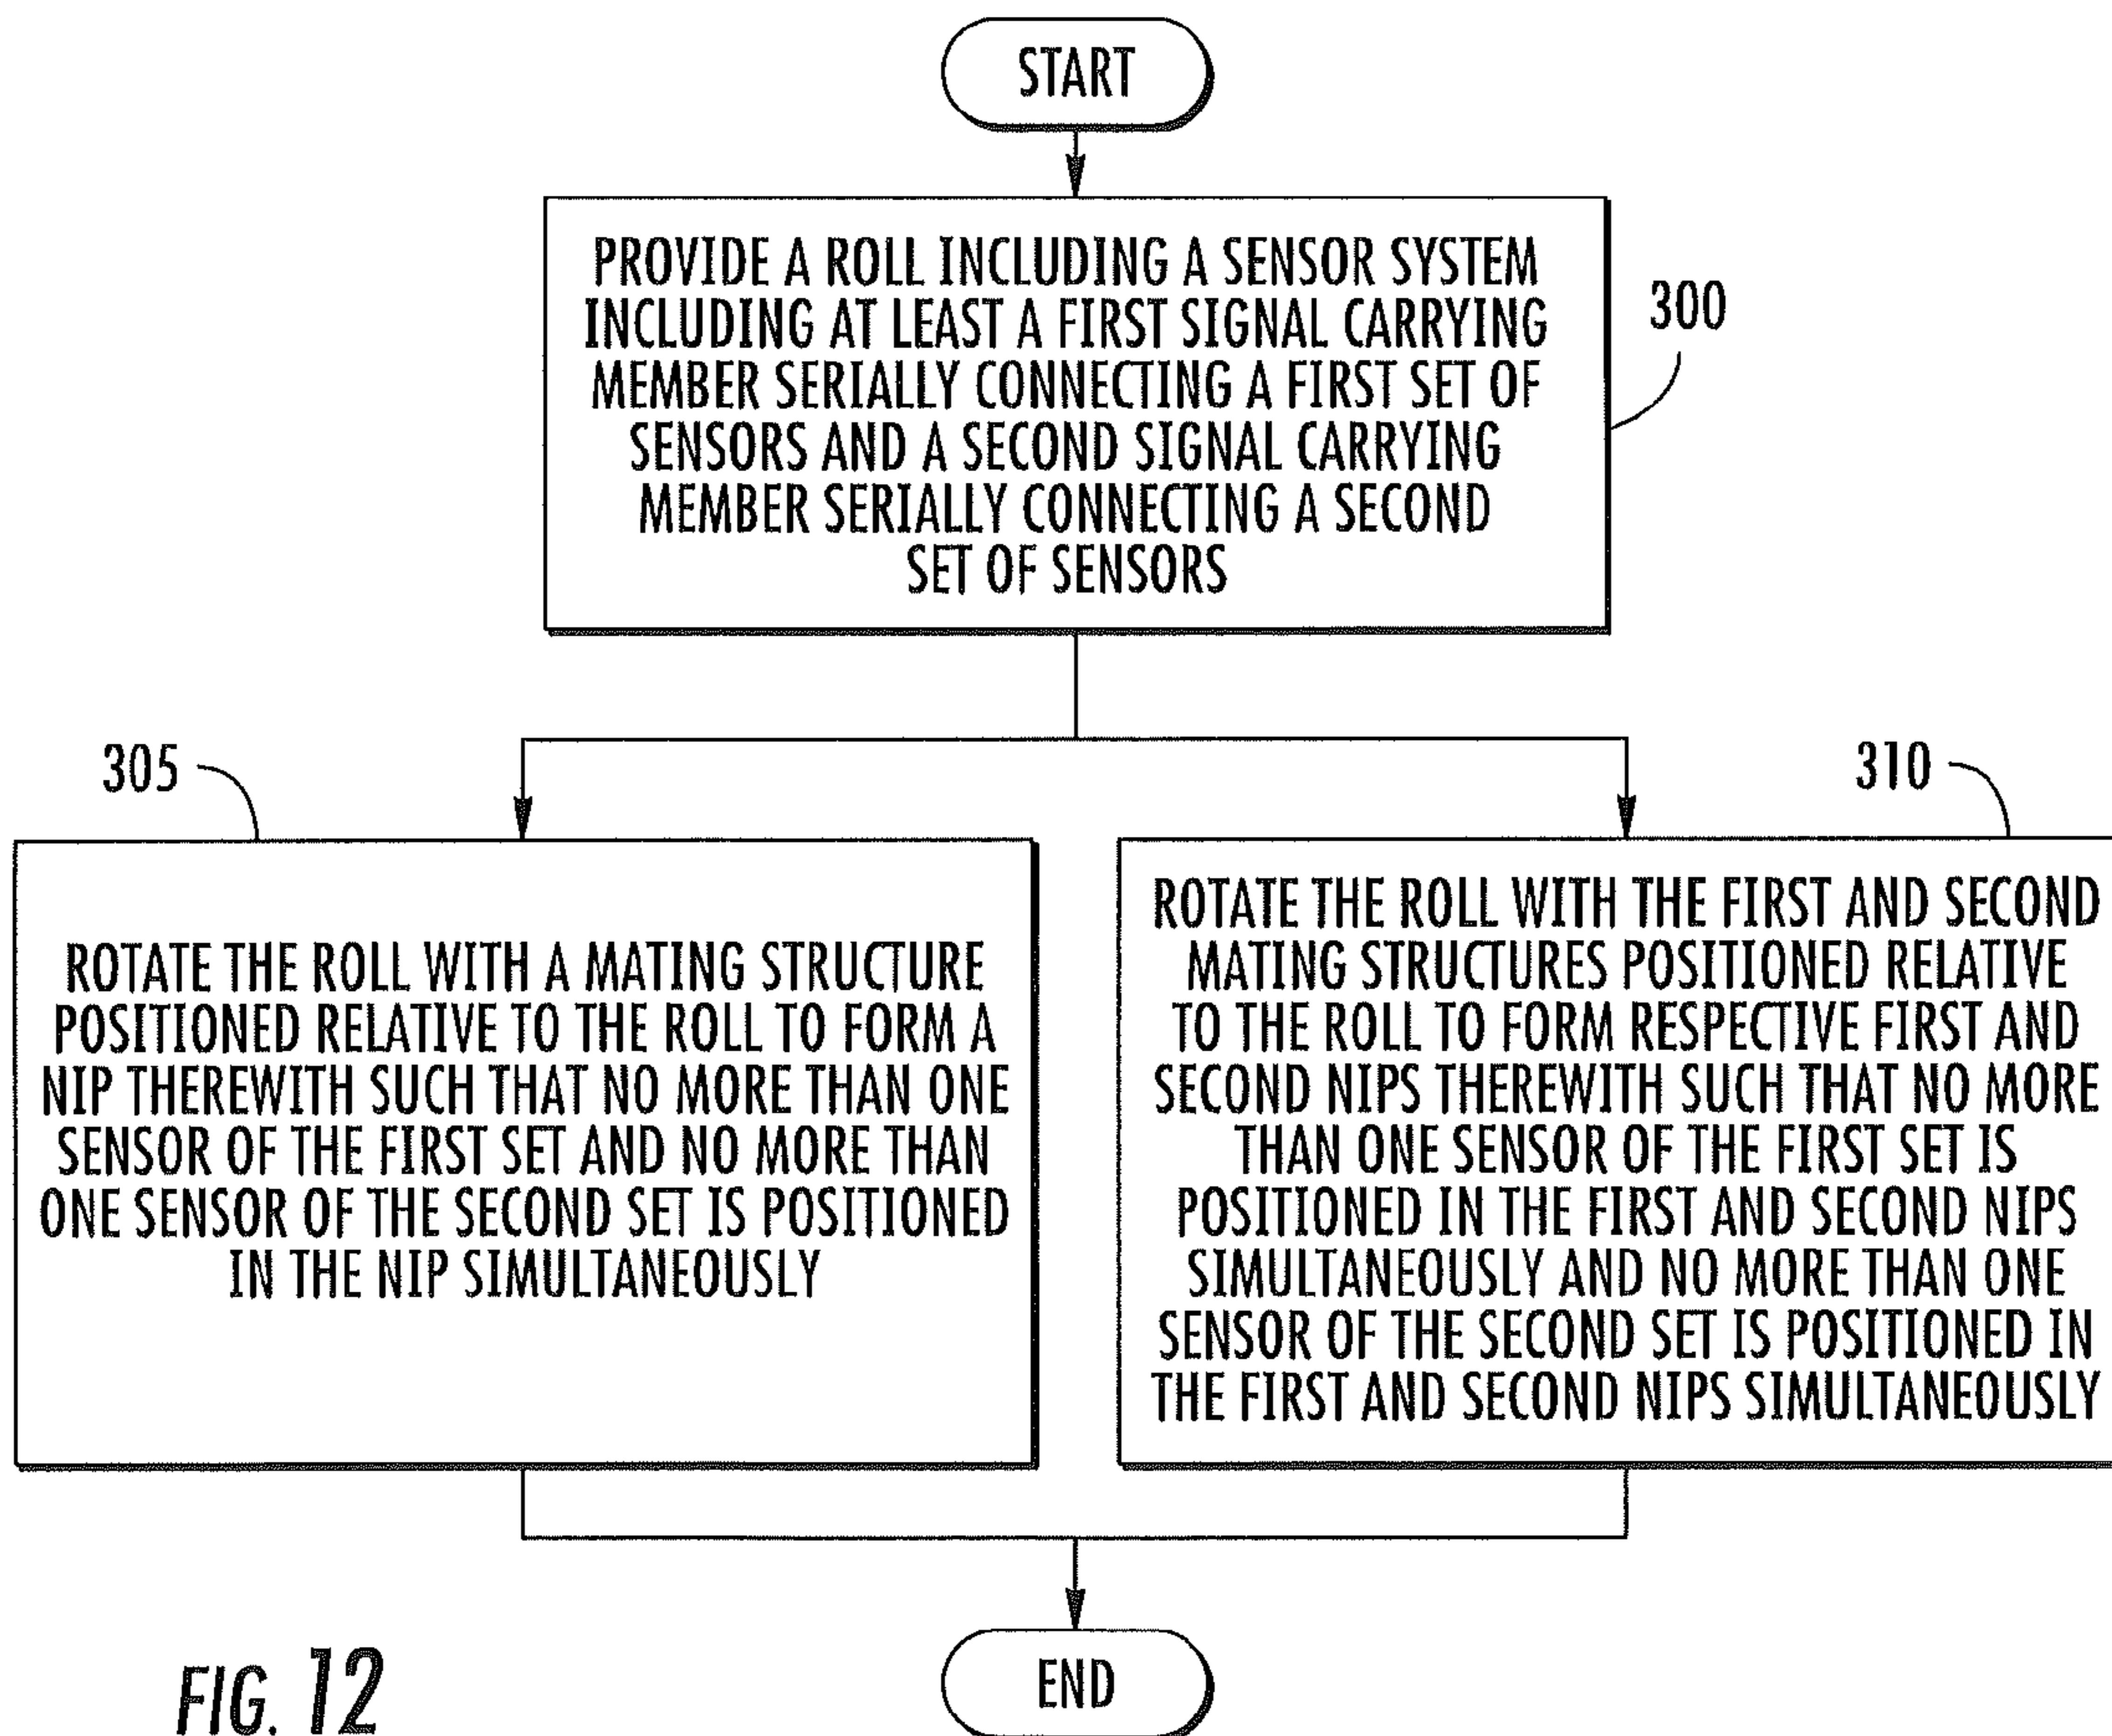 START
PROVIDE A ROLL INCLUDING A SENSOR SYSTEM
INCLUDING AT LEAST A FIRST SIGNAL CARRYING
MEMBER SERIALLY CONNECTING A FIRST SET OF
SENSORS AND A SECOND SIGNAL CARRYING
MEMBER SERIALLY CONNECTING A SECOND
SET OF SENSORS
300
305
ROTATE THE ROLL WITH A MATING STRUCTURE
POSITIONED RELATIVE TO THE ROLL TO FORM A
NIP THEREWITH SUCH THAT NO MORE THAN ONE
SENSOR OF THE FIRST SET AND NO MORE THAN
ONE SENSOR OF THE SECOND SET IS POSITIONED
IN THE NIP SIMULTANEOUSLY
310
ROTATE THE ROLL WITH THE FIRST AND SECOND
MATING STRUCTURES POSITIONED RELATIVE
TO THE ROLL TO FORM RESPECTIVE FIRST AND
SECOND NIPS THEREWITH SUCH THAT NO MORE
THAN ONE SENSOR OF THE FIRST SET IS
POSITIONED IN THE FIRST AND SECOND NIPS
SIMULTANEOUSLY AND NO MORE THAN ONE
SENSOR OF THE SECOND SET IS POSITIONED IN
THE FIRST AND SECOND NIPS SIMULTANEOUSLY
END
FIG. 12